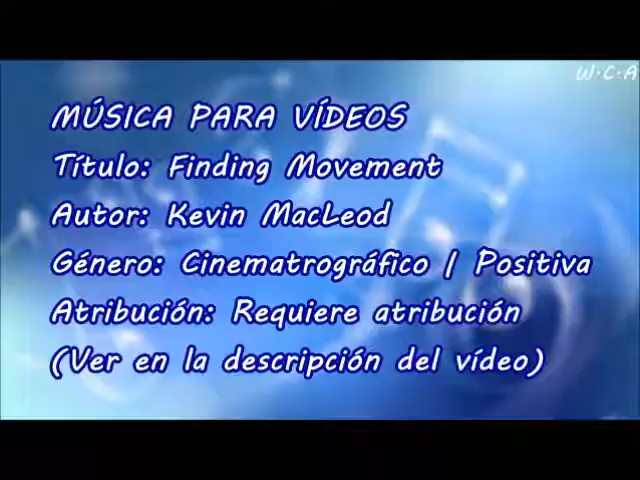 W.C.A
MÚSICA PARA VÍDEOS
Título: Finding Movement
Autor: Kevin MacLeod
Género: Cinematrográfico | Positiva
Atribución: Requiere atribución
(Ver en la descripción del vídeo)